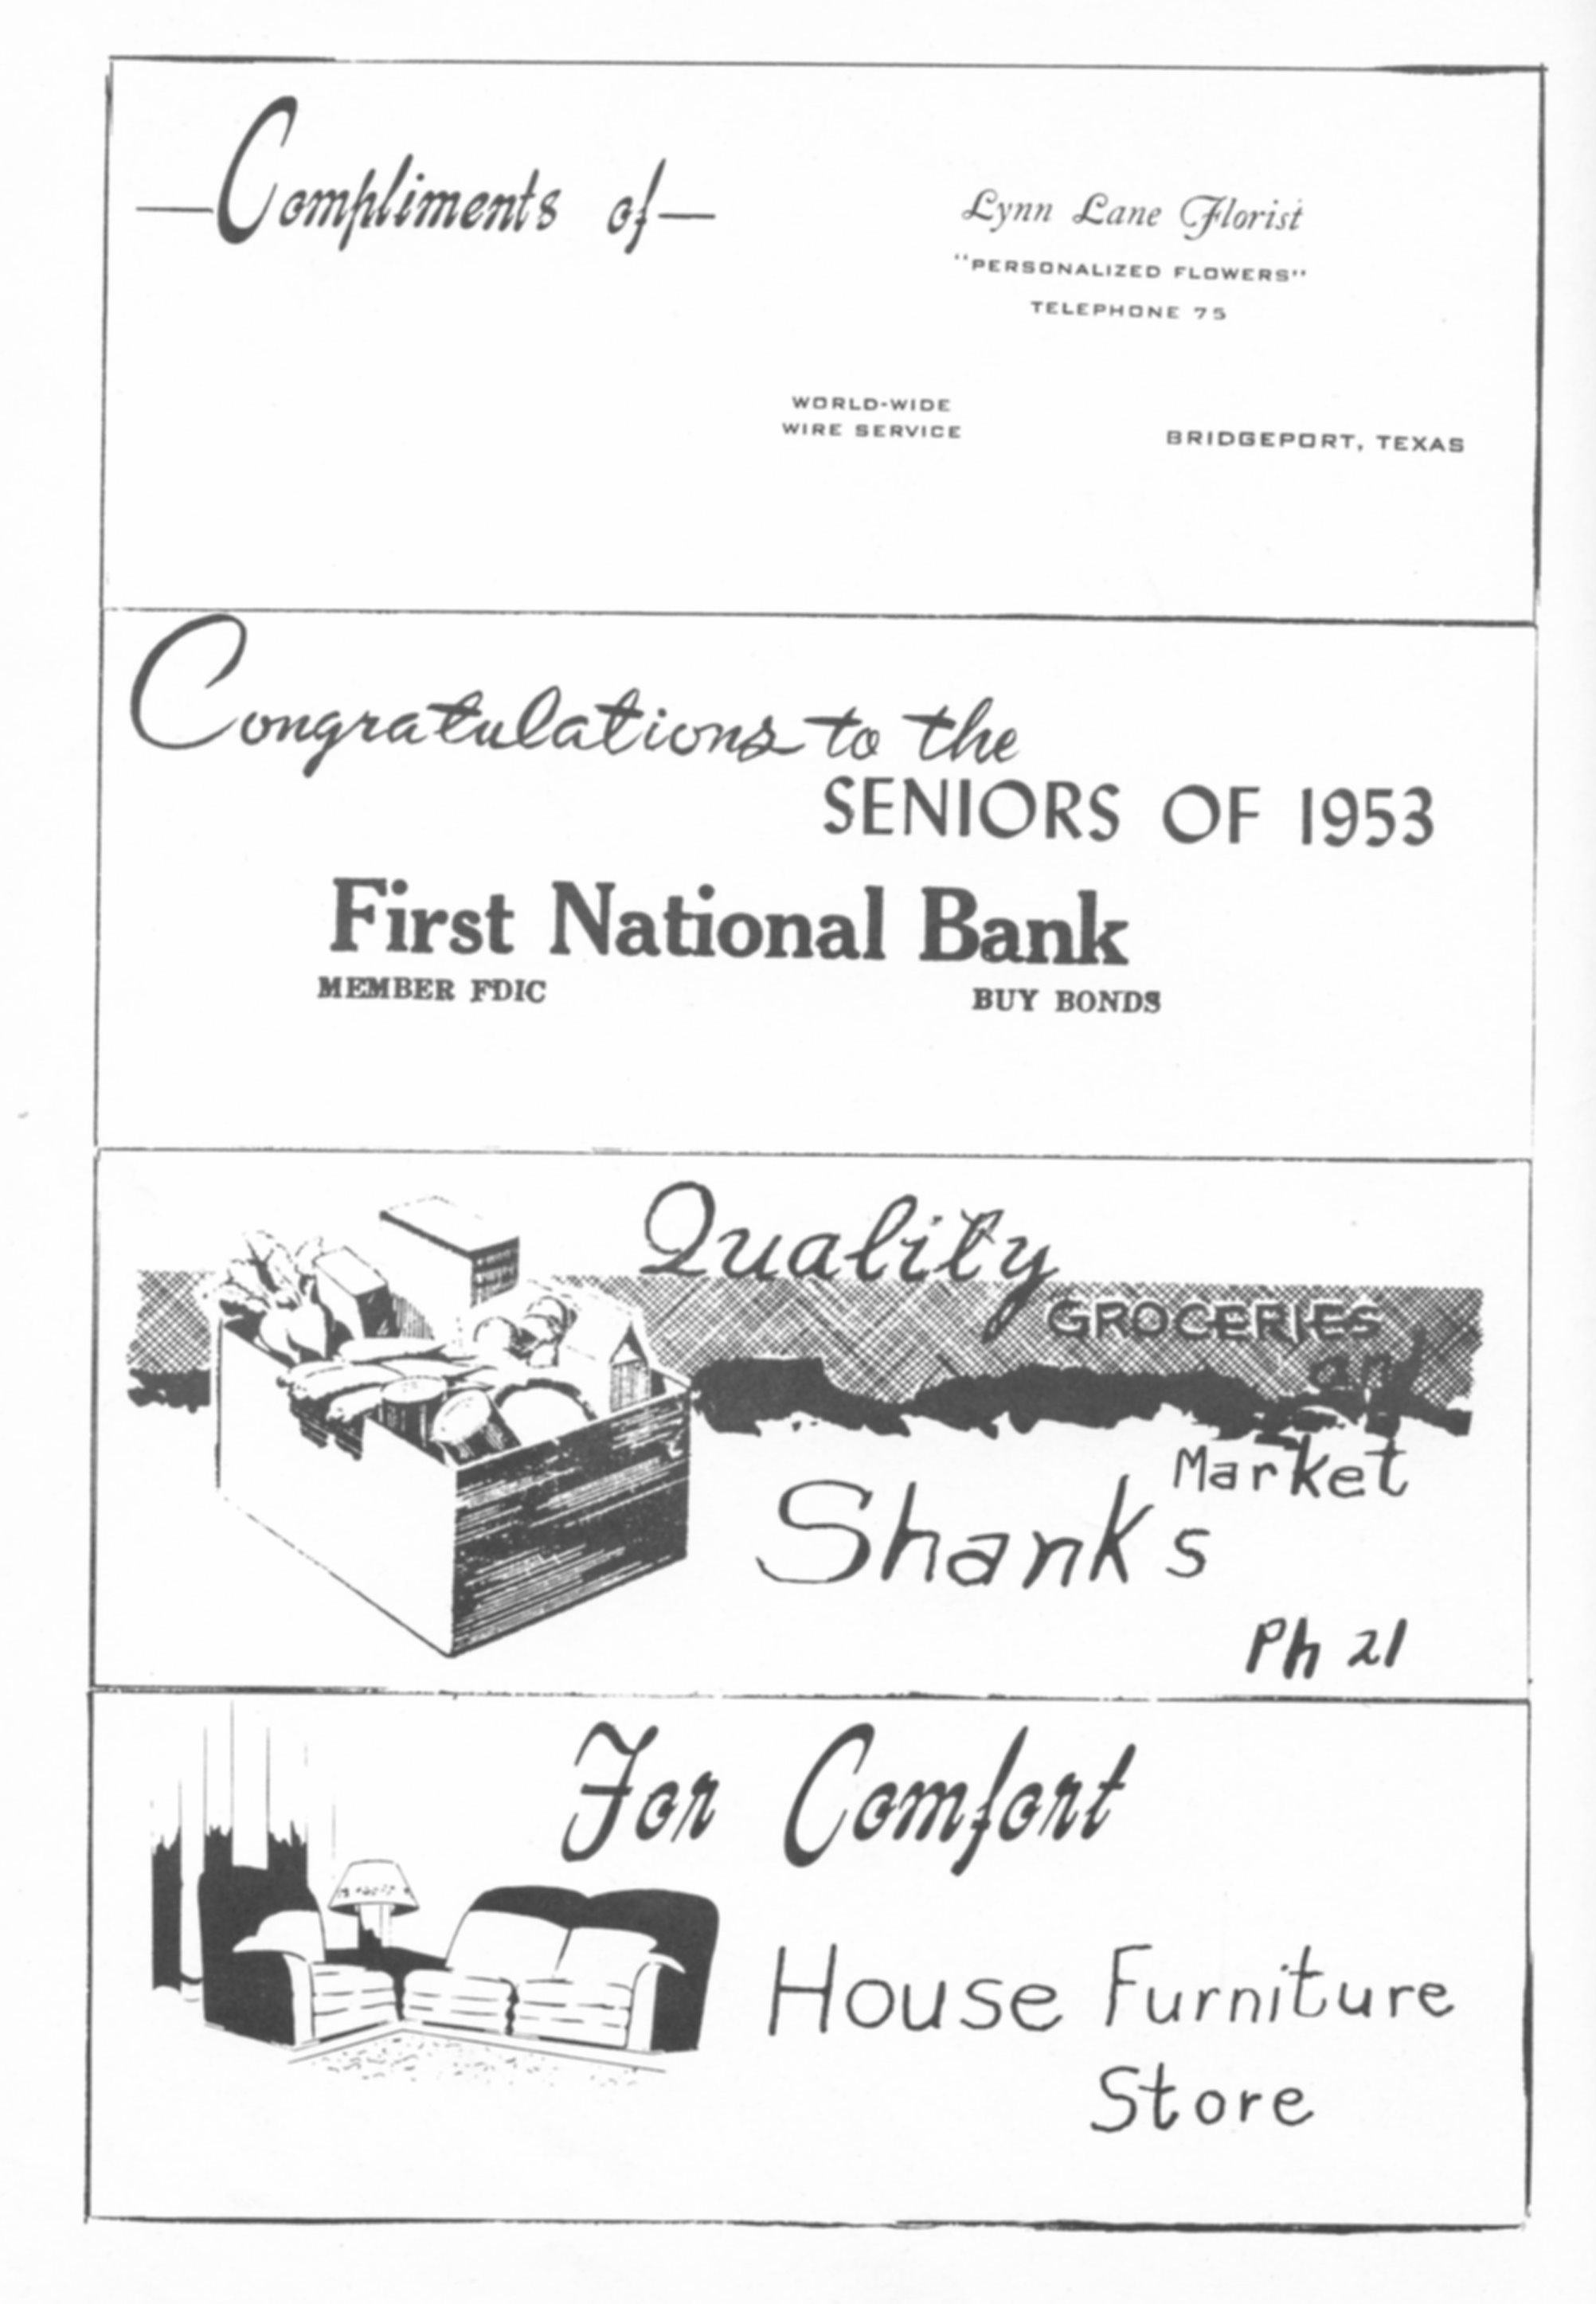 —Compliments of—
Lynn Lane Florist
"PERSONALIZED FLOWERS"
TELEPHONE 75
WORLD-WIDE
WIRE SERVICE
BRIDGEPORT, TEXAS
Congratulations to the
SENIORS OF 1953
First National Bank
MEMBER FDIC BUY BONDS
Quality
GROCERIES
and
Market
Shanks
Ph 21
For Comfort
House Furniture
Store